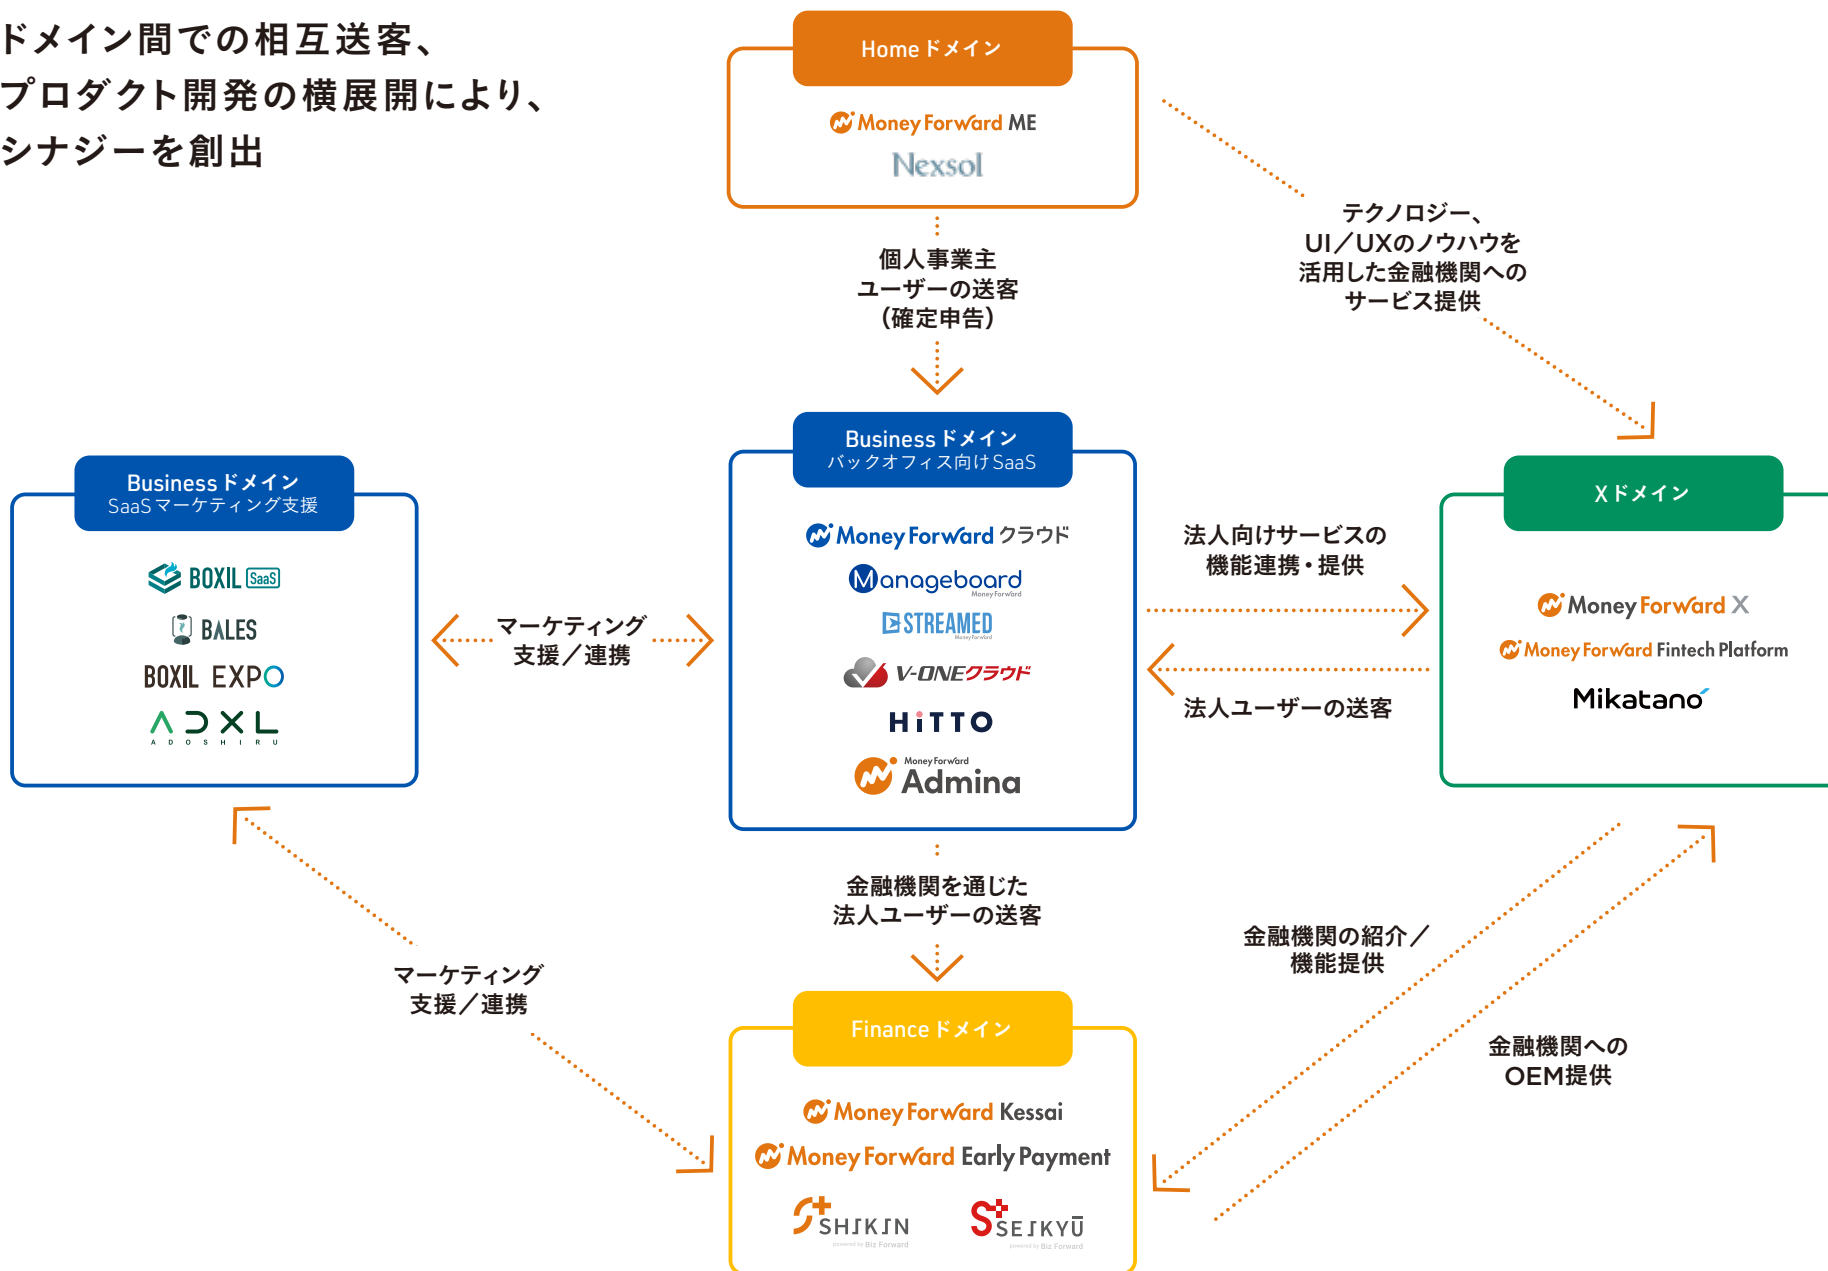 ドメイン間での相互送客、
プロダクト開発の横展開により、
シナジーを創出
Homeドメイン
Money Forward ME
Nexsol
個人事業主
ユーザーの送客
（確定申告）
テクノロジー、
UI／UXのノウハウを
活用した金融機関への
サービス提供
Businessドメイン
SaaSマーケティング支援
BOXIL SaaS
BALES
BOXIL EXPO
ADXL
ADOSHIRU
マーケティング
支援／連携
Businessドメイン
バックオフィス向けSaaS
Money Forward クラウド
Manageboard
Money Forward
STREAMED
Money Forward
V-ONEクラウド
HiTTO
Money Forward
Admina
法人向けサービスの
機能連携・提供
法人ユーザーの送客
Xドメイン
Money Forward X
Money Forward Fintech Platform
Mikatano
金融機関を通じた
法人ユーザーの送客
マーケティング
支援／連携
金融機関の紹介／
機能提供
金融機関への
OEM提供
Financeドメイン
Money Forward Kessai
Money Forward Early Payment
SHIKIN
powered by Biz Forward
SEIKYŪ
powered by Biz Forward